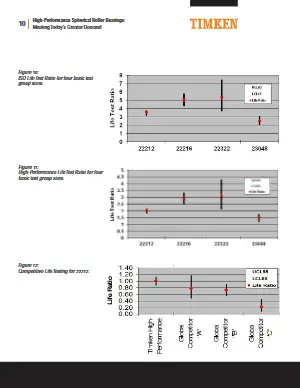 10
High-Performance Spherical Roller Bearings:
Meeting Today's Greater Demand
TIMKEN
Figure 10:
ISO Life Test Ratio for four basic test
group sizes.
Life Test Ratio
8
7
6
5
4
3
2
1
0
Life Ratio
22212
22216
22322
23048
Figure 11:
High-Performance Life Test Ratio for four
basic test group sizes.
Life Test Ratio
5
4.5
4
3.5
3
2.5
2
1.5
1
0.5
0
22212
22216
22322
23048
Competitive Life Testing for
Life Ratio
1.40
1.20
1.00
0.80
0.60
0.40
0.20
0.00
Life Ratio
Timken High
Performance
Global
Competitor
'A'
Global
Competitor
Global
Competitor